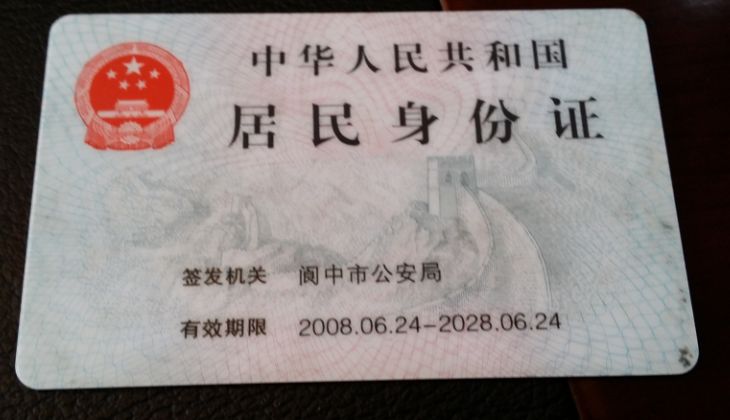 中华人民共和国
居民身份证
签发机关 阆中市公安局
有效期限 2008.06.24-2028.06.24